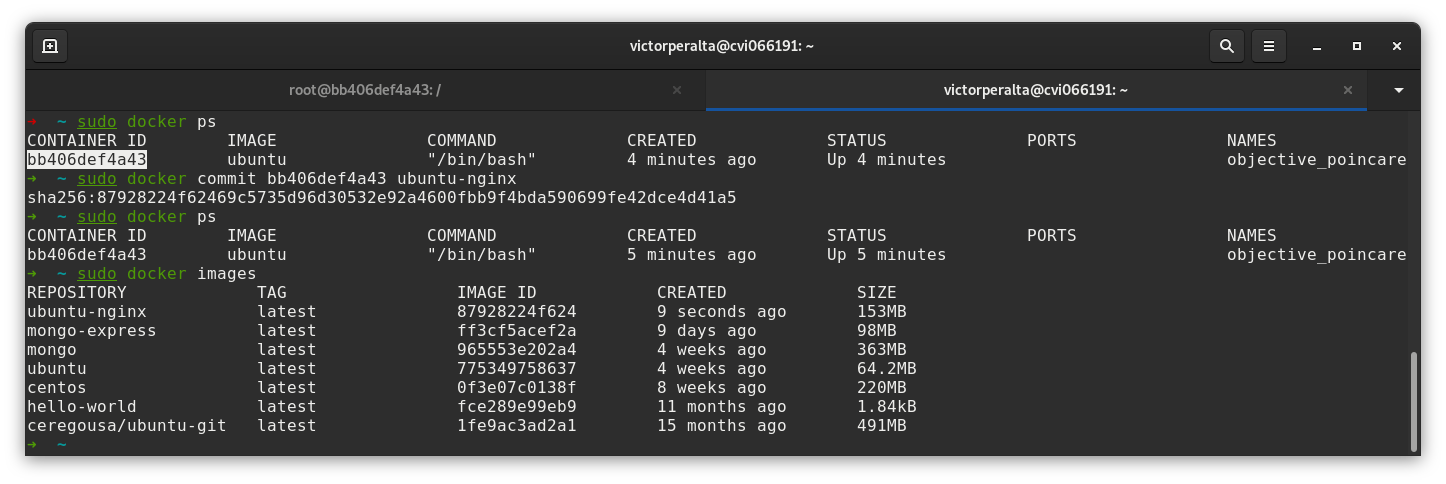 victorperalta@cvi066191: ~
root@bb406def4a43: /
victorperalta@cvi066191: ~
➜ ~ sudo docker ps
CONTAINER ID IMAGE COMMAND CREATED STATUS PORTS NAMES
bb406def4a43 ubuntu "/bin/bash" 4 minutes ago Up 4 minutes objective_poincare
➜ ~ sudo docker commit bb406def4a43 ubuntu-nginx
sha256:87928224f62469c5735d96d30532e92a4600fbb9f4bda590699fe42dce4d41a5
➜ ~ sudo docker ps
CONTAINER ID IMAGE COMMAND CREATED STATUS PORTS NAMES
bb406def4a43 ubuntu "/bin/bash" 5 minutes ago Up 5 minutes objective_poincare
➜ ~ sudo docker images
REPOSITORY TAG IMAGE ID CREATED SIZE
ubuntu-nginx latest 87928224f624 9 seconds ago 153MB
mongo-express latest ff3cf5acef2a 9 days ago 98MB
mongo latest 965553e202a4 4 weeks ago 363MB
ubuntu latest 775349758637 4 weeks ago 64.2MB
centos latest 0f3e07c0138f 8 weeks ago 220MB
hello-world latest fce289e99eb9 11 months ago 1.84kB
ceregousa/ubuntu-git latest 1fe9ac3ad2a1 15 months ago 491MB
➜ ~